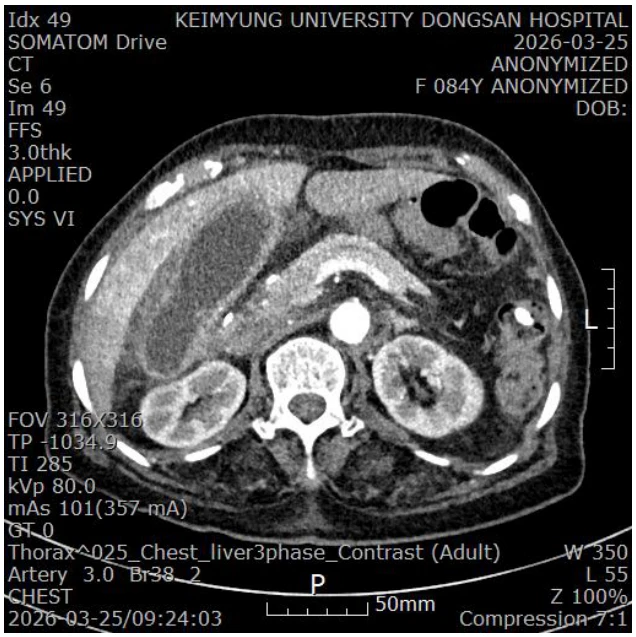 Idx 49
KEIMYUNG UNIVERSITY DONGSAN HOSPITAL
SOMATOM Drive
2026-03-25
CT
ANONYMIZED
Se 6
F 084Y ANONYMIZED
Im 49
DOB:
FFS
3.0thk
APPLIED
0.0
SYS VI
L
FOV 316X316
TP -1034.9
TI 285
kVp 80.0
mAs 101(357 mA)
GT 0
Thorax^025_Chest_liver3phase_Contrast (Adult)
W 350
Artery 3.0 Br38_2
L 55
CHEST
P
Z 100%
2026-03-25/09:24:03
50mm
Compression 7:1